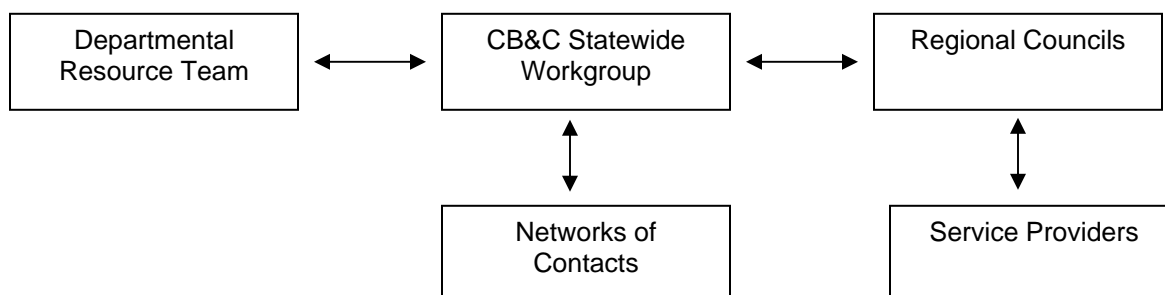 Departmental
Resource Team
CB&C Statewide
Workgroup
Regional Councils
Networks of
Contacts
Service Providers